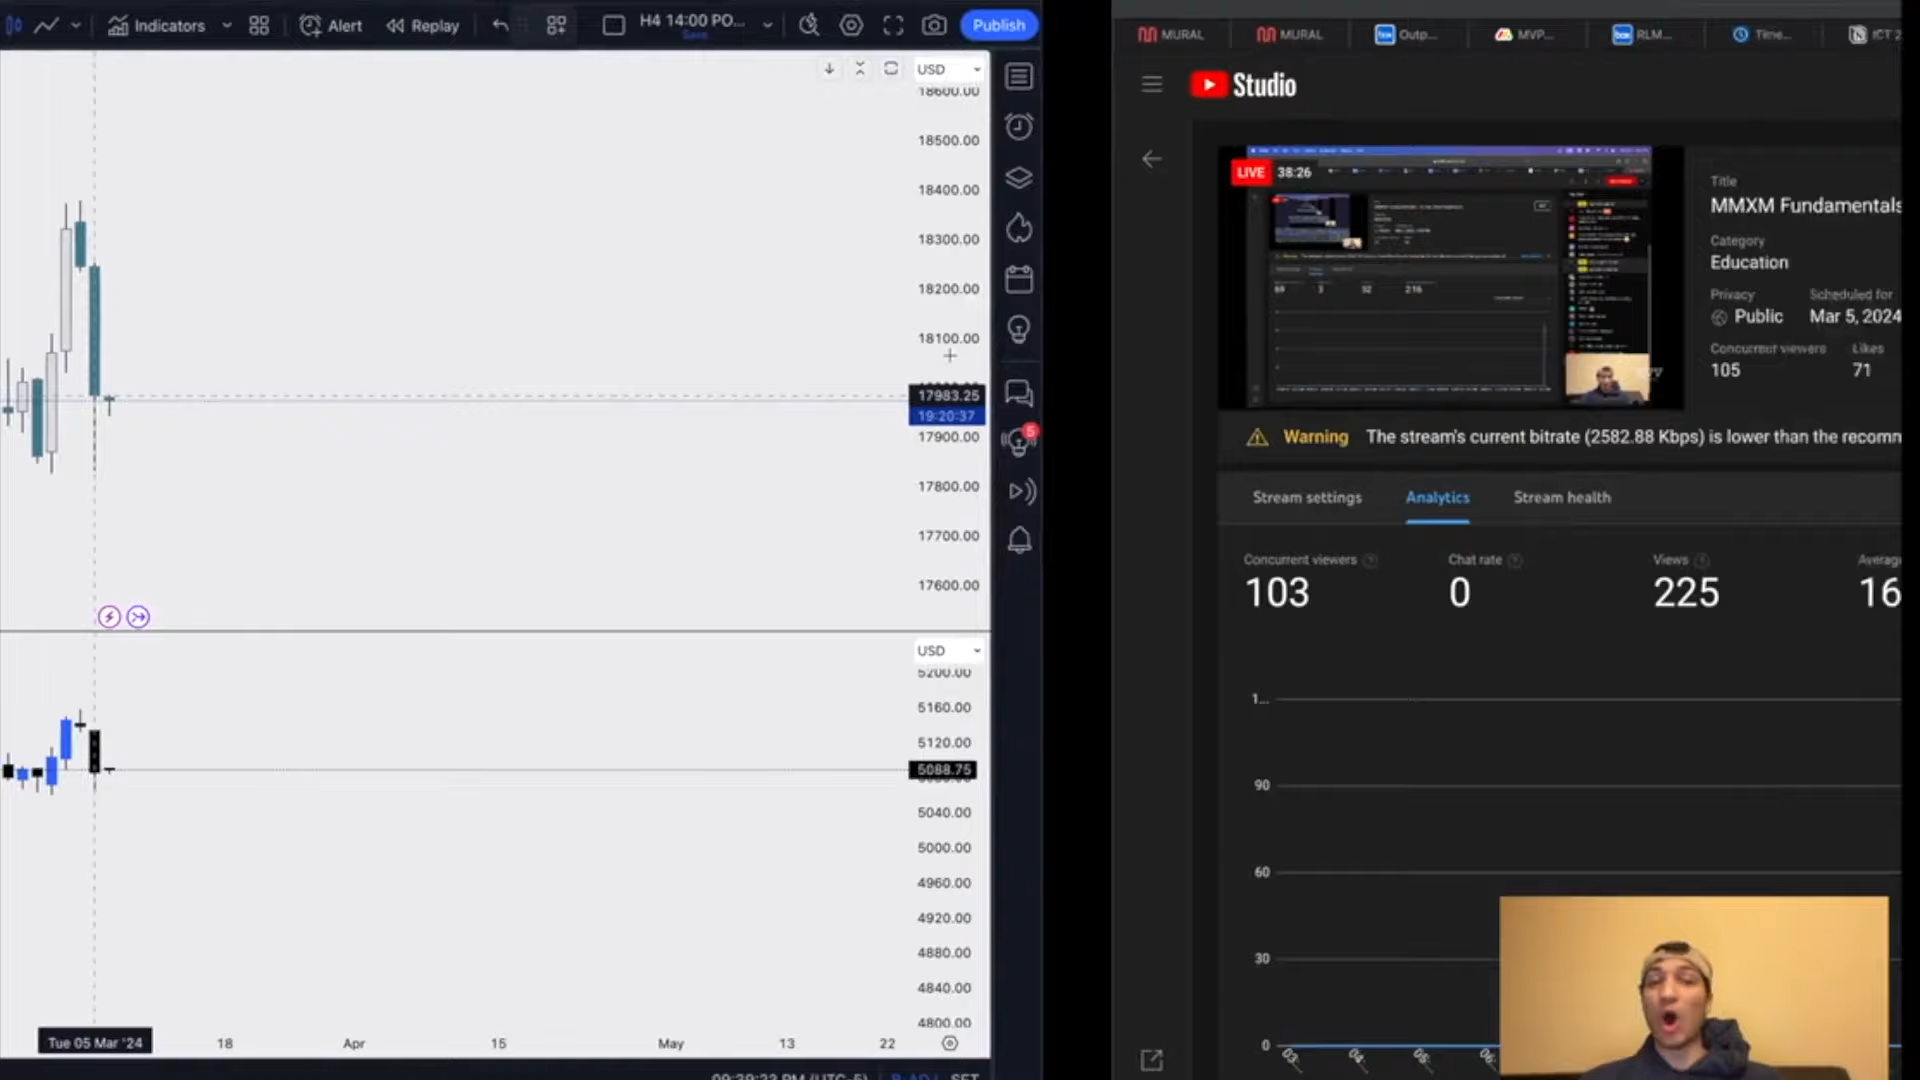 Indicators
Alert
Replay
H4 14:00 PO...
Save
Publish
USD
18600.00
18500.00
18400.00
18300.00
18200.00
18100.00
17983.25
19:20:37
17900.00
17800.00
17700.00
17600.00
5
USD
5200.00
5160.00
5120.00
5088.75
5040.00
5000.00
4960.00
4920.00
4880.00
4840.00
4800.00
Tue 05 Mar '24
18
Apr
15
May
13
22
MURAL
MURAL
box
Outp...
MVP...
box
RLM...
Time...
ICT 2
Studio
LIVE 38:26
Title
MMXM Fundamentals
Category
Education
Privacy
Scheduled for
Public
Mar 5, 2024
Concurrent viewers
Likes
105
71
Warning The stream's current bitrate (2582.88 Kbps) is lower than the recomm
Stream settings
Analytics
Stream health
Concurrent viewers
Chat rate
Views
Averag
103
0
225
16
1...
90
60
30
0